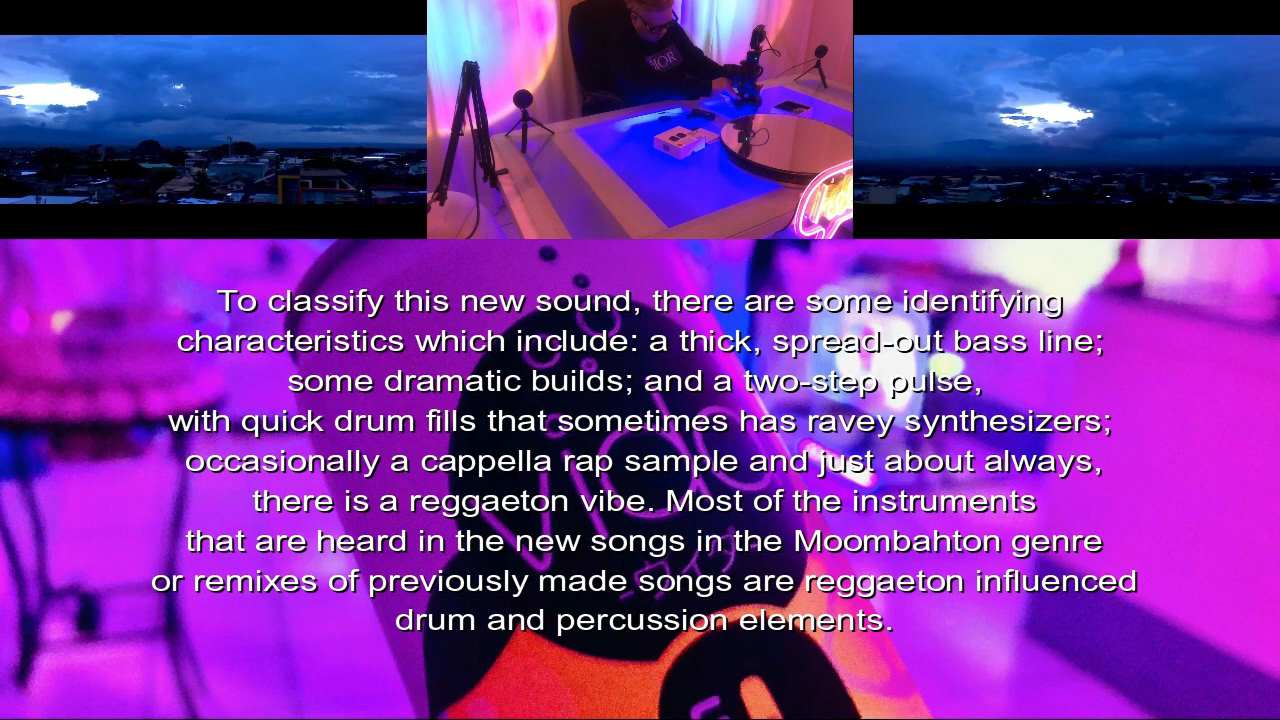 IOR
hel
To classify this new sound, there are some identifying
characteristics which include: a thick, spread-out bass line;
some dramatic builds; and a two-step pulse,
with quick drum fills that sometimes has ravey synthesizers;
occasionally a cappella rap sample and just about always,
there is a reggaeton vibe. Most of the instruments
that are heard in the new songs in the Moombahton genre
or remixes of previously made songs are reggaeton influenced
drum and percussion elements.